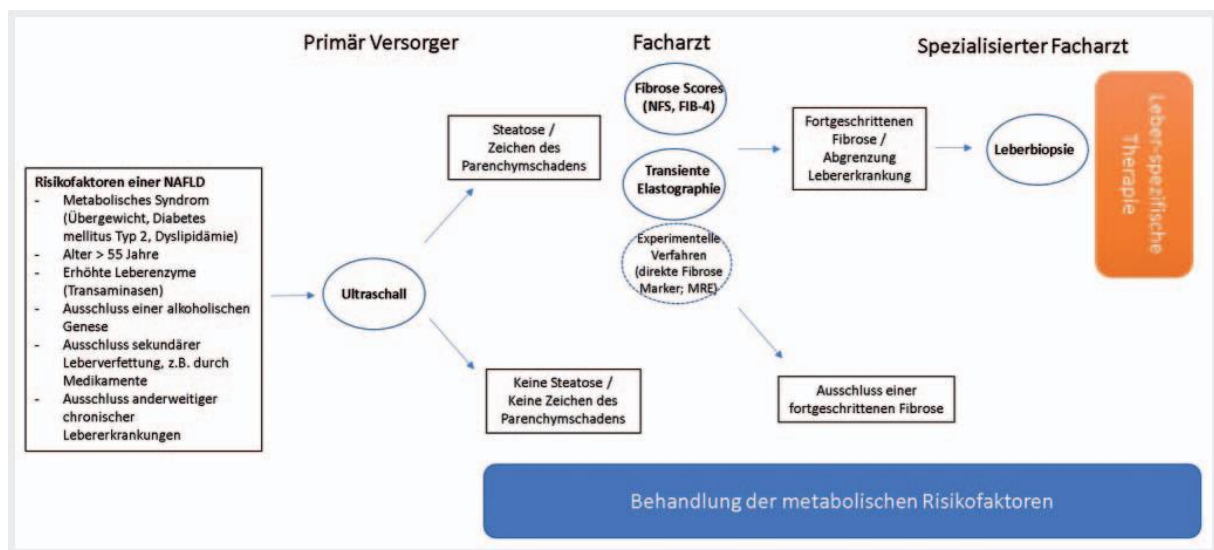 Primär Versorger
Facharzt
Spezialisierter Facharzt
Risikofaktoren einer NAFLD
- Metabolisches Syndrom
(Übergewicht, Diabetes
mellitus Typ 2, Dyslipidämie)
- Alter > 55 Jahre
- Erhöhte Leberenzyme
(Transaminasen)
- Ausschluss einer alkoholischen
Genese
- Ausschluss sekundärer
Leberverfettung, z.B. durch
Medikamente
- Ausschluss anderweitiger
chronischer
Lebererkrankungen
Ultraschall
Steatose /
Zeichen des
Parenchymschadens
Keine Steatose /
Keine Zeichen des
Parenchymschadens
Fibrose Scores
(NFS, FIB-4)
Transiente
Elastographie
Experimentelle
Verfahren
(direkte Fibrose
Marker; MRE)
Fortgeschrittenen
Fibrose /
Abgrenzung
Lebererkrankung
Ausschluss einer
fortgeschrittenen Fibrose
Leberbiopsie
Leber-spezifische
Therapie
Behandlung der metabolischen Risikofaktoren